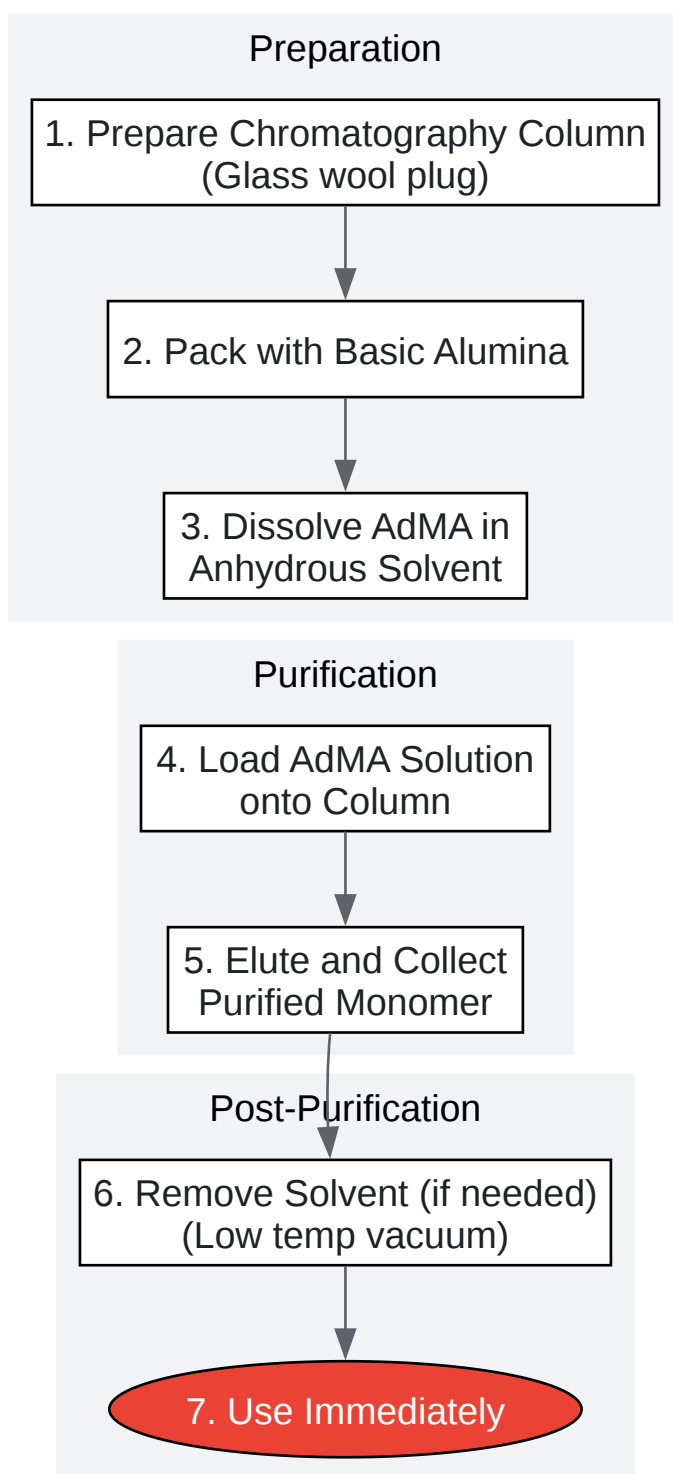 Preparation
1. Prepare Chromatography Column
(Glass wool plug)
2. Pack with Basic Alumina
3. Dissolve AdMA in
Anhydrous Solvent
Purification
4. Load AdMA Solution
onto Column
5. Elute and Collect
Purified Monomer
Post-Purification
6. Remove Solvent (if needed)
(Low temp vacuum)
7. Use Immediately